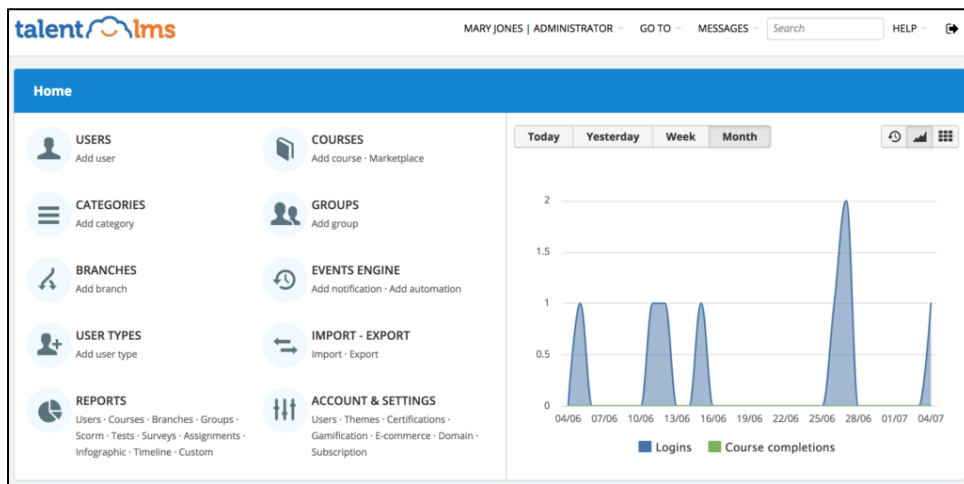 talentlms
MARY JONES | ADMINISTRATOR GO TO MESSAGES Search HELP
Home
USERS
Add user
COURSES
Add course · Marketplace
CATEGORIES
Add category
GROUPS
Add group
BRANCHES
Add branch
EVENTS ENGINE
Add notification · Add automation
USER TYPES
Add user type
IMPORT - EXPORT
Import · Export
REPORTS
Users · Courses · Branches · Groups ·
Scorm · Tests · Surveys · Assignments ·
Infographic · Timeline · Custom
ACCOUNT & SETTINGS
Users · Themes · Certifications ·
Gamification · E-commerce · Domain ·
Subscription
Today Yesterday Week Month
2
1.5
1
0.5
0
04/06 07/06 10/06 13/06 16/06 19/06 22/06 25/06 28/06 01/07 04/07
Logins Course completions